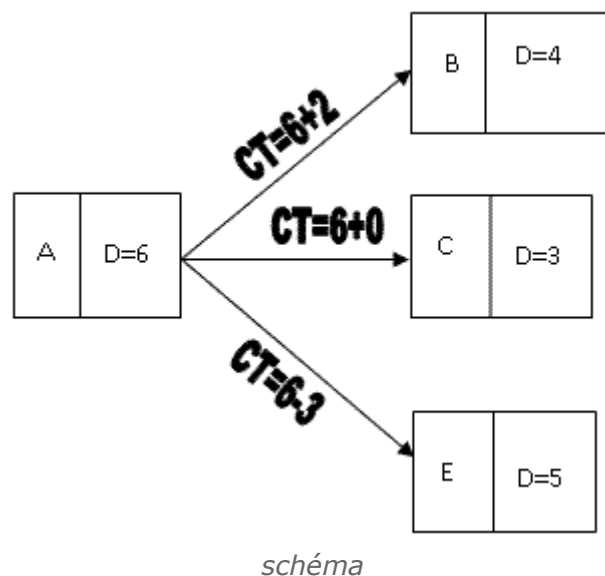 B D=4
CT=6+2
A D=6
CT=6+0
C D=3
CT=6-3
E D=5
schéma